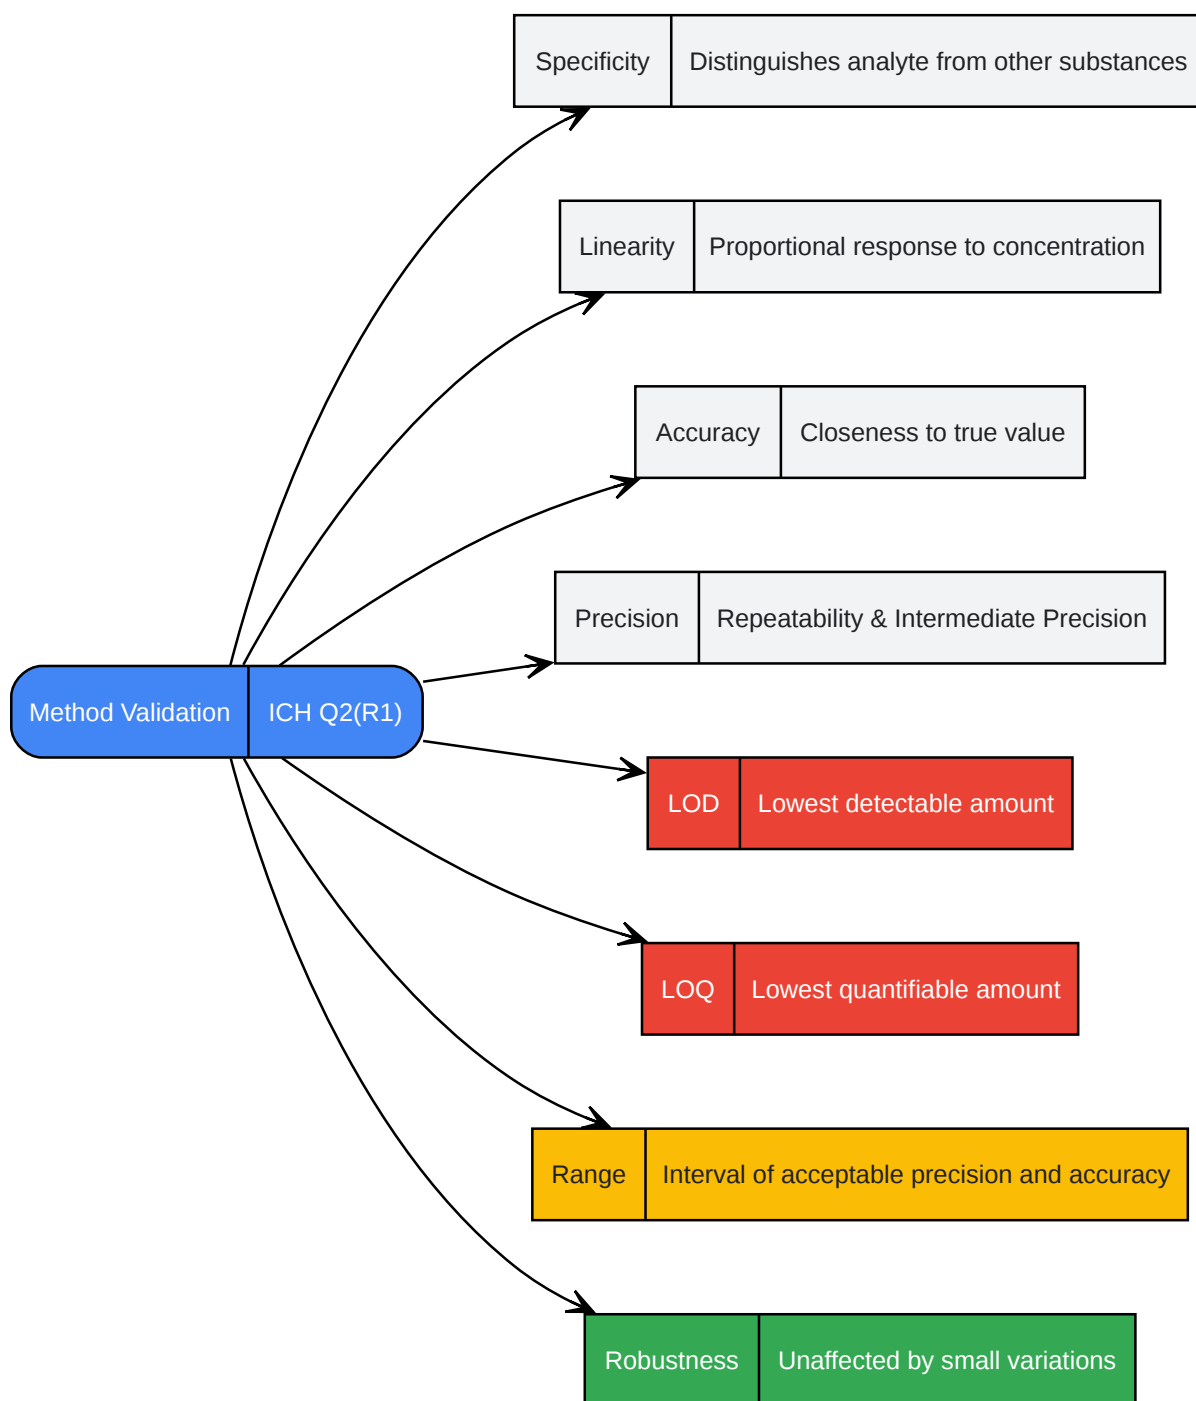 Specificity
Distinguishes analyte from other substances
Linearity
Proportional response to concentration
Accuracy
Closeness to true value
Precision
Repeatability & Intermediate Precision
Method Validation
ICH Q2(R1)
LOD
Lowest detectable amount
LOQ
Lowest quantifiable amount
Range
Interval of acceptable precision and accuracy
Robustness
Unaffected by small variations